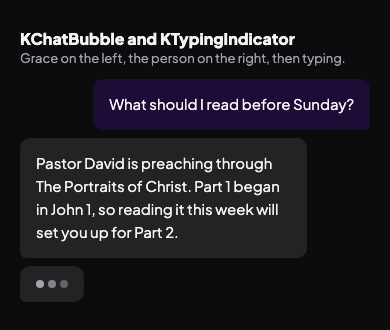 KChatBubble and KTypingIndicator
Grace on the left, the person on the right, then typing.
What should I read before Sunday?
Pastor David is preaching through
The Portraits of Christ. Part 1 began
in John 1, so reading it this week will
set you up for Part 2.